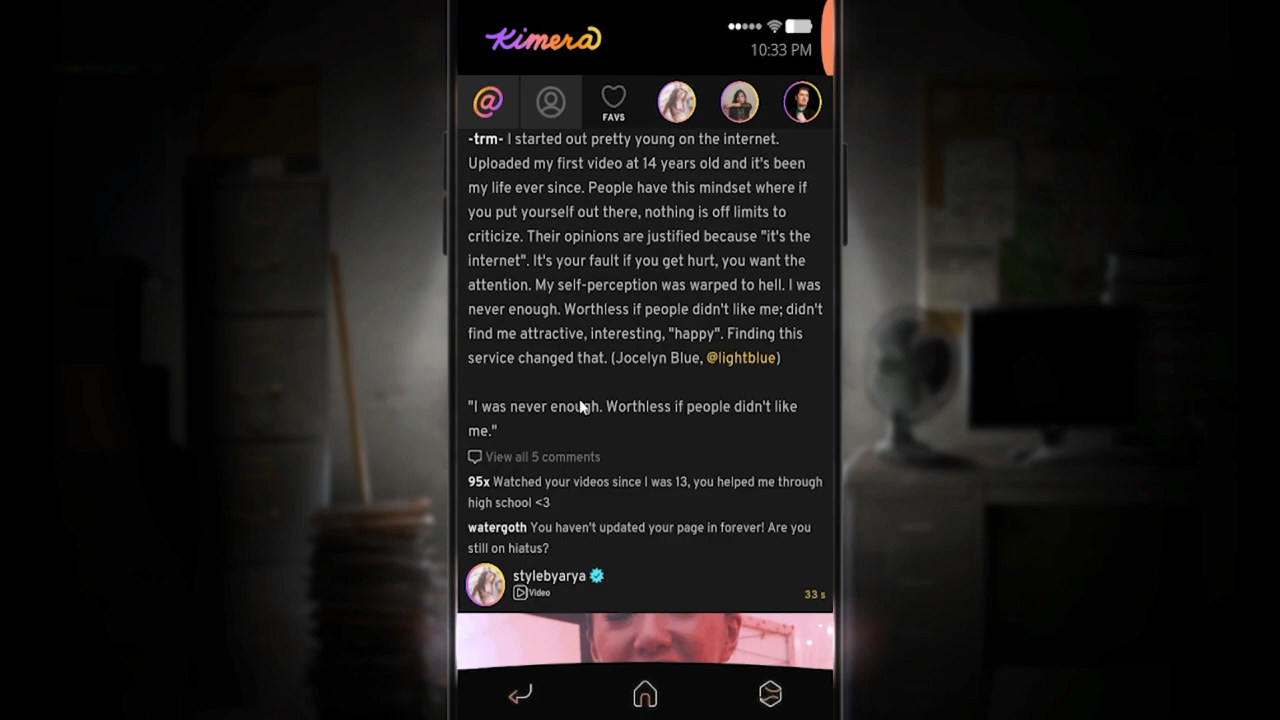 Kimera
10:33 PM
@
FAVS
-trm- I started out pretty young on the internet.
Uploaded my first video at 14 years old and it's been
my life ever since. People have this mindset where if
you put yourself out there, nothing is off limits to
criticize. Their opinions are justified because "it's the
internet". It's your fault if you get hurt, you want the
attention. My self-perception was warped to hell. I was
never enough. Worthless if people didn't like me; didn't
find me attractive, interesting, "happy". Finding this
service changed that. (Jocelyn Blue, @lightblue)
"I was never enough. Worthless if people didn't like
me."
View all 5 comments
95x Watched your videos since I was 13, you helped me through
high school <3
watergoth You haven't updated your page in forever! Are you
still on hiatus?
stylebyarya
Video
33 s